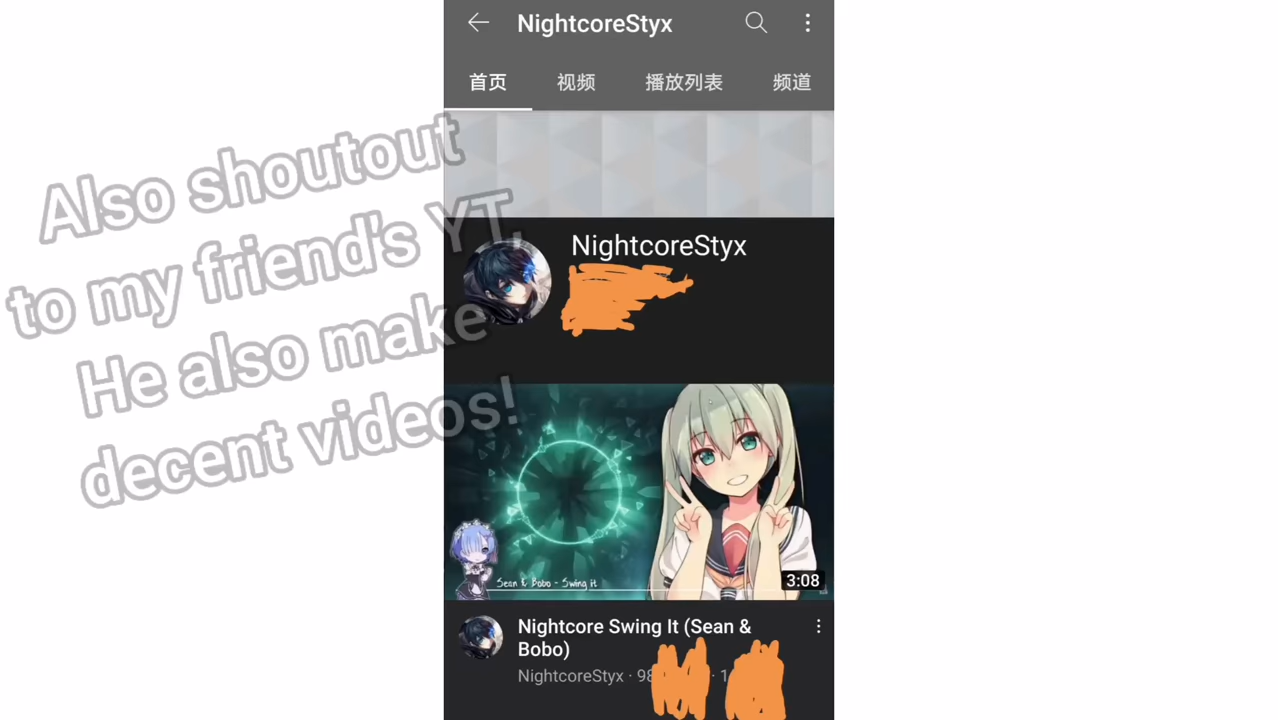 NightcoreStyx
首页 视频 播放列表 频道
Also shoutout
to my friend's YT,
He also make
decent videos!
NightcoreStyx
Sean & Bobo - Swing it
3:08
Nightcore Swing It (Sean &
Bobo)
NightcoreStyx · 98 · 1